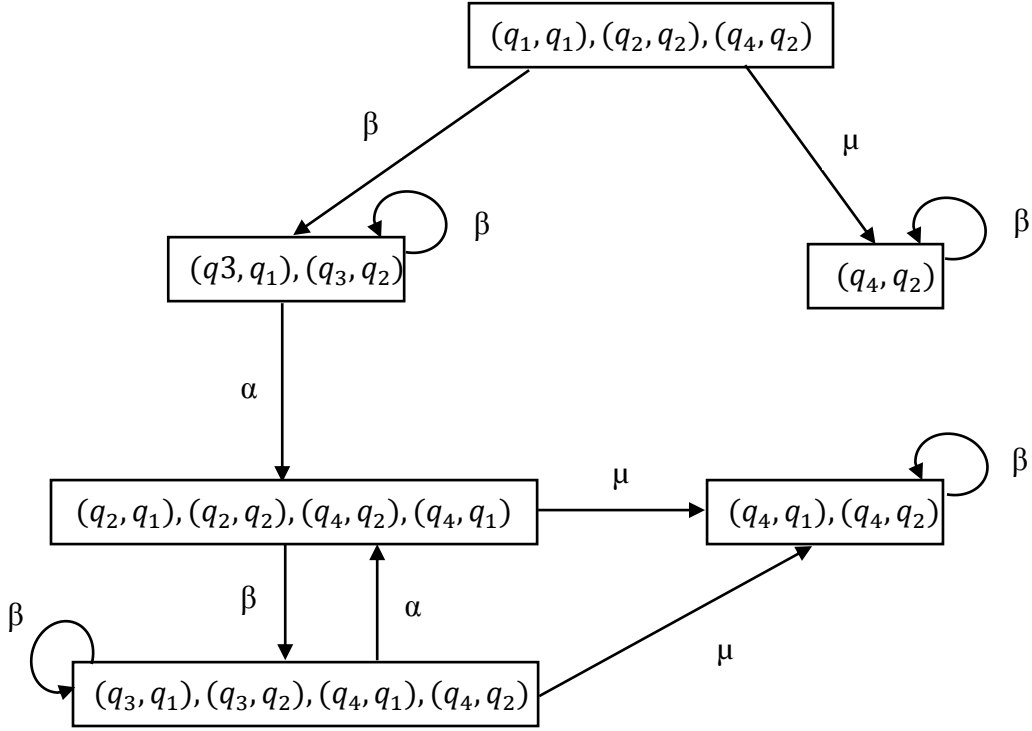 (q₁, q₁), (q₂, q₂), (q₄, q₂)
β
μ
β
β
(q3, q₁), (q₃, q₂)
(q₄, q₂)
α
β
μ
(q₂, q₁), (q₂, q₂), (q₄, q₂), (q₄, q₁)
(q₄, q₁), (q₄, q₂)
β
α
β
μ
(q₃, q₁), (q₃, q₂), (q₄, q₁), (q₄, q₂)